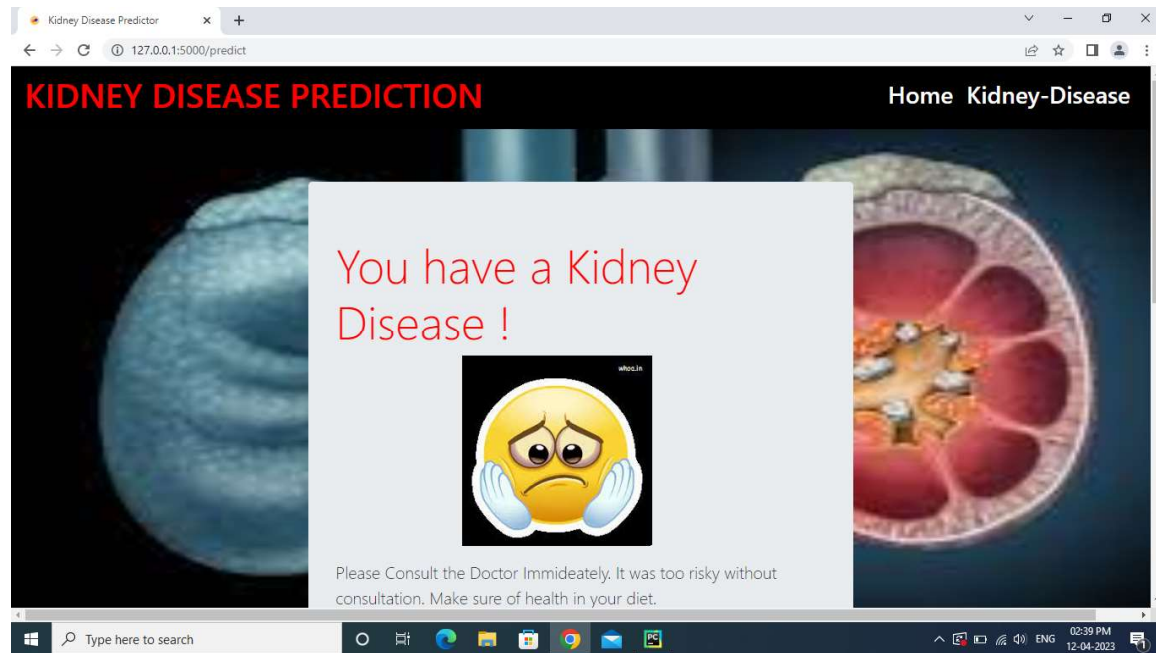 Kidney Disease Predictor
127.0.0.1:5000/predict
KIDNEY DISEASE PREDICTION
Home Kidney-Disease
You have a Kidney
Disease !
whoa.in
Please Consult the Doctor Immideately. It was too risky without
consultation. Make sure of health in your diet.
Type here to search
PC
ENG
02:39 PM
12-04-2023
1